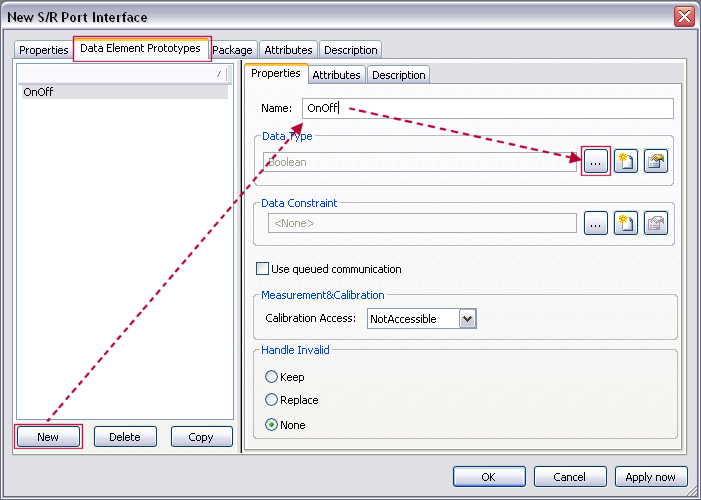 New S/R Port Interface
Properties Data Element Prototypes Package Attributes Description
OnOff
Properties Attributes Description
Name: OnOff
Data Type
Boolean ...
Data Constraint
<None> ...
Use queued communication
Measurement&Calibration
Calibration Access: NotAccessible
Handle Invalid
Keep
Replace
None
New Delete Copy
OK Cancel Apply now